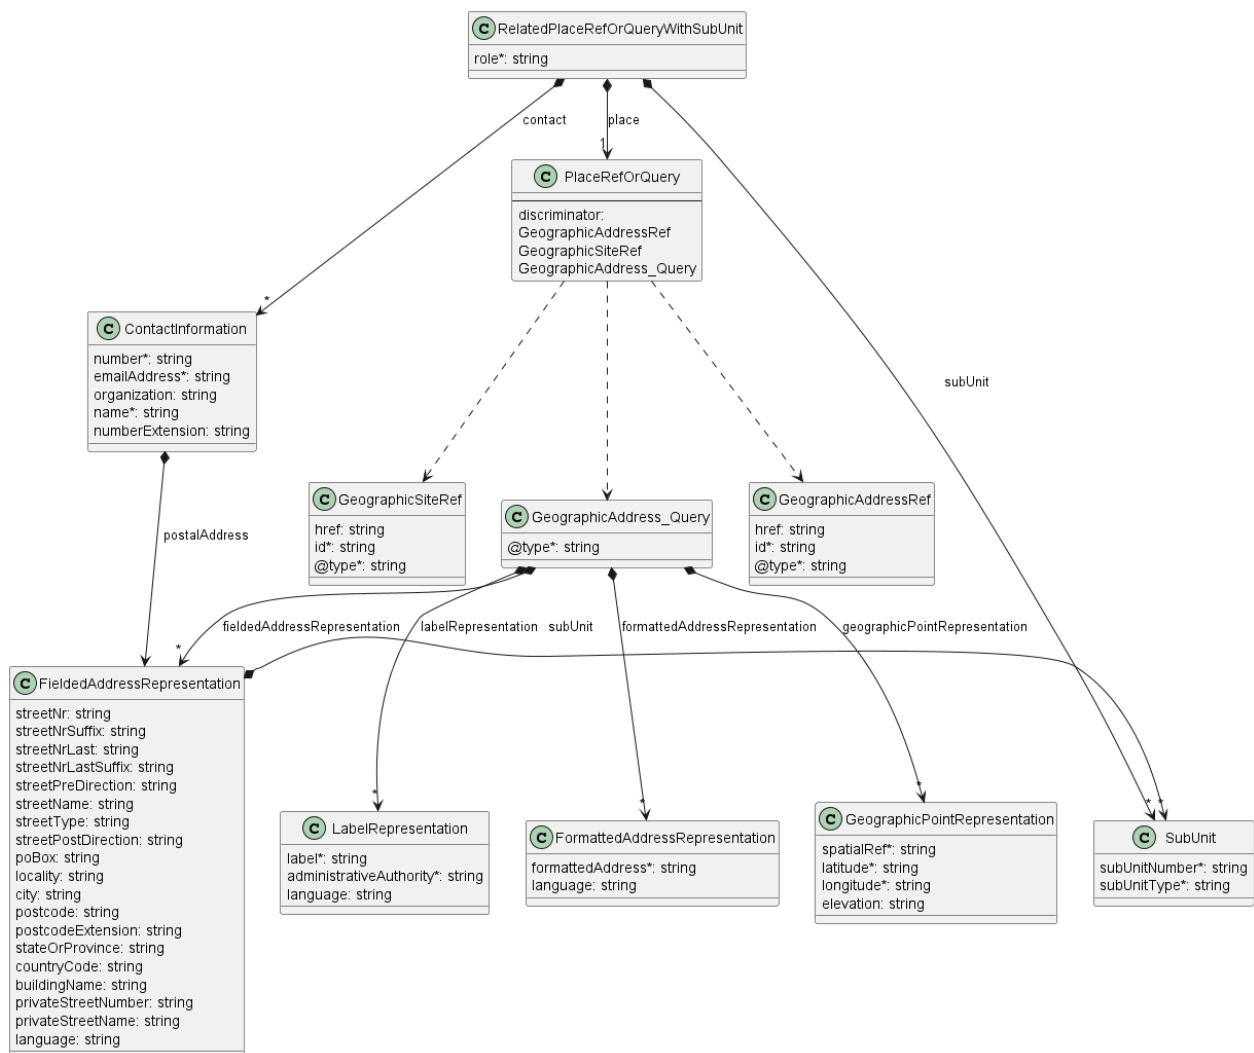 C RelatedPlaceRefOrQueryWithSubUnit
role*: string
contact
place
1
C PlaceRefOrQuery
discriminator:
GeographicAddressRef
GeographicSiteRef
GeographicAddress_Query
*
C ContactInformation
number*: string
emailAddress*: string
organization: string
name*: string
numberExtension: string
subUnit
postalAddress
C GeographicSiteRef
href: string
id*: string
@type*: string
C GeographicAddress_Query
@type*: string
C GeographicAddressRef
href: string
id*: string
@type*: string
fieldedAddressRepresentation
labelRepresentation
subUnit
formattedAddressRepresentation
geographicPointRepresentation
*
C FieldedAddressRepresentation
streetNr: string
streetNrSuffix: string
streetNrLast: string
streetNrLastSuffix: string
streetPreDirection: string
streetName: string
streetType: string
streetPostDirection: string
poBox: string
locality: string
city: string
postcode: string
postcodeExtension: string
stateOrProvince: string
countryCode: string
buildingName: string
privateStreetNumber: string
privateStreetName: string
language: string
*
C LabelRepresentation
label*: string
administrativeAuthority*: string
language: string
*
C FormattedAddressRepresentation
formattedAddress*: string
language: string
*
C GeographicPointRepresentation
spatialRef*: string
latitude*: string
longitude*: string
elevation: string
* *
C SubUnit
subUnitNumber*: string
subUnitType*: string